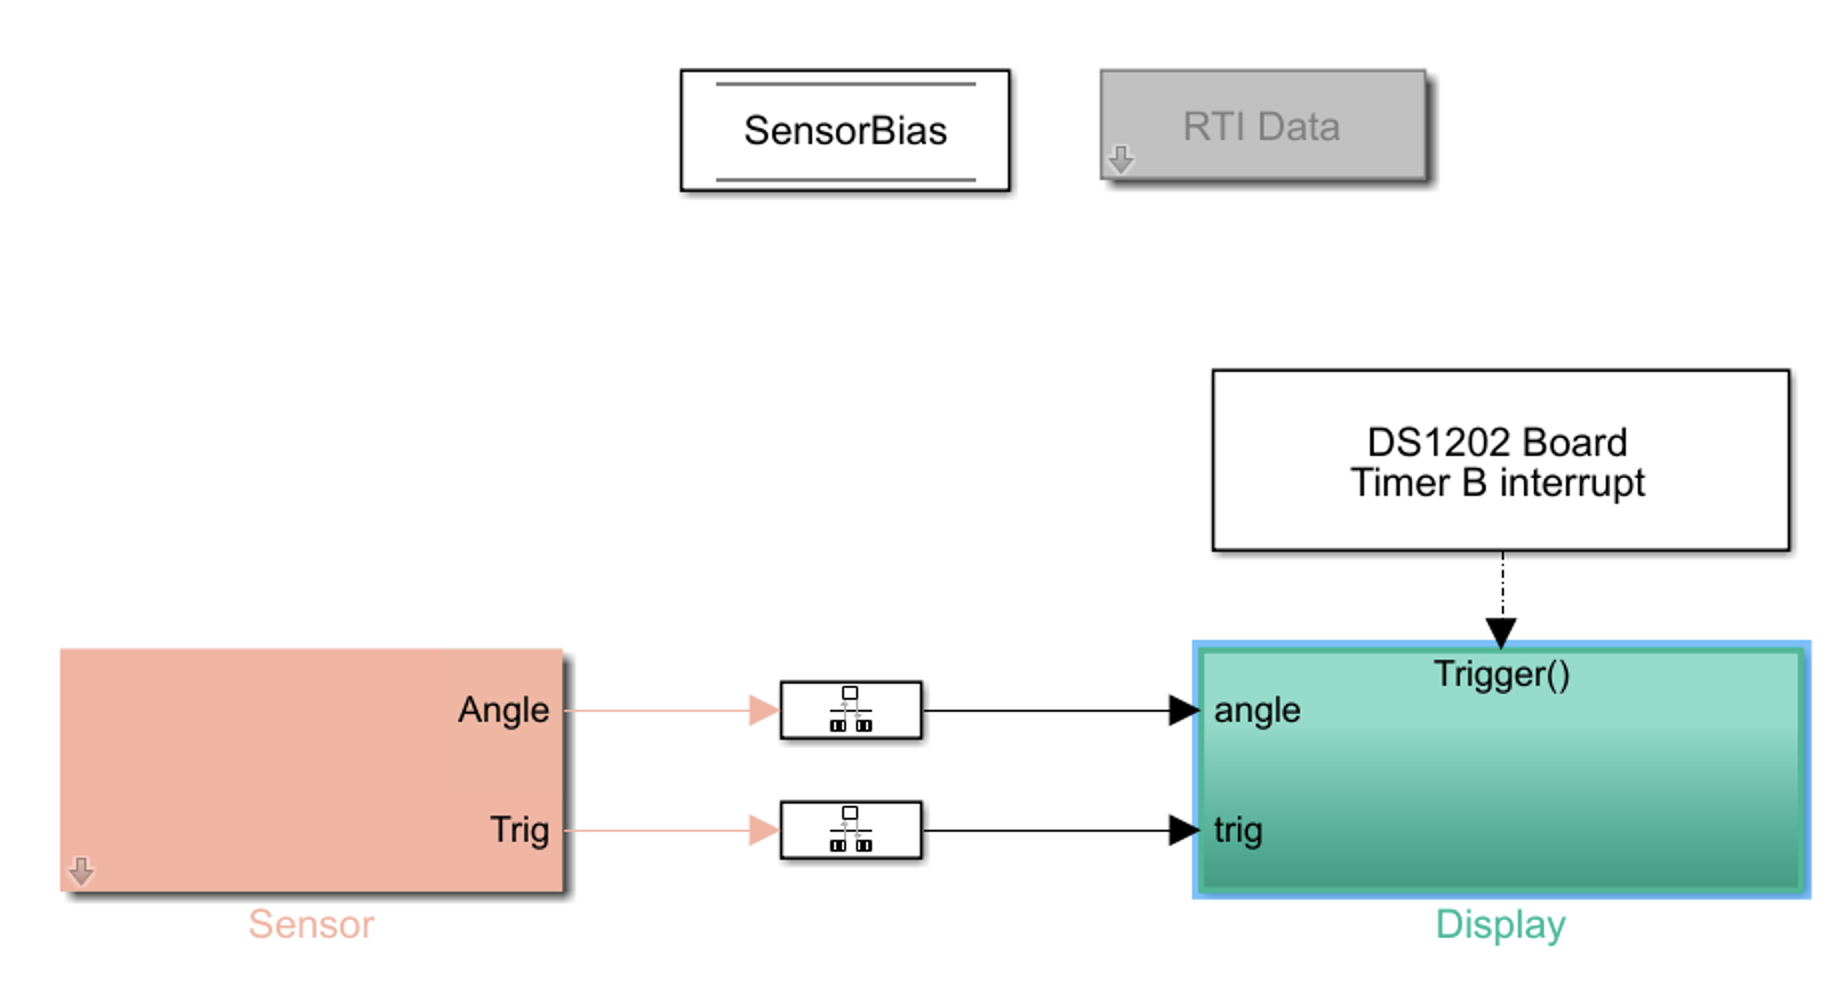 SensorBias
RTI Data
DS1202 Board
Timer B interrupt
Trigger()
Angle
angle
Trig
trig
Sensor
Display